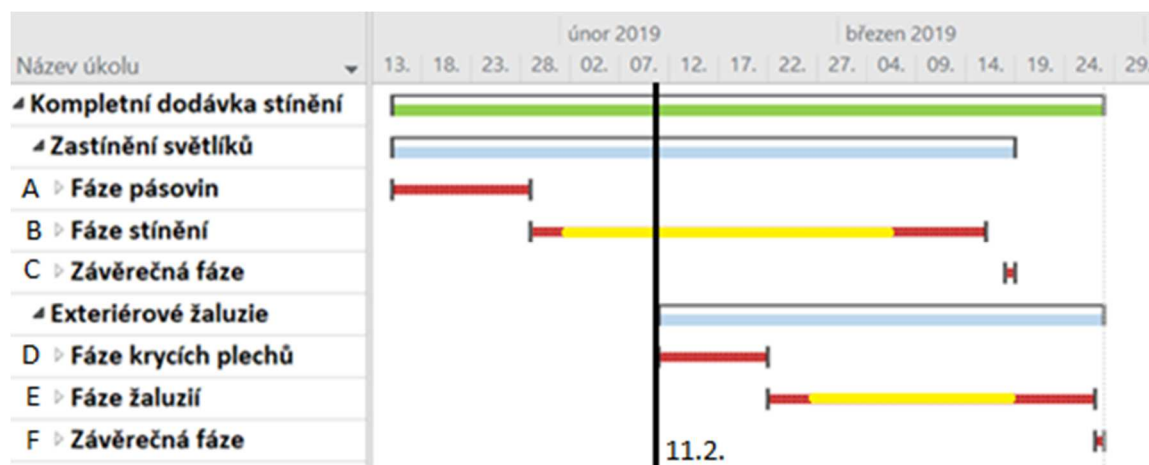 únor 2019 březen 2019
Název úkolu 13. 18. 23. 28. 02. 07. 12. 17. 22. 27. 04. 09. 14. 19. 24. 29.
Kompletní dodávka stínění
Zastínění světlíků
A Fáze pásovin
B Fáze stínění
C Závěrečná fáze
Exteriérové žaluzie
D Fáze krycích plechů
E Fáze žaluzií
F Závěrečná fáze
11.2.